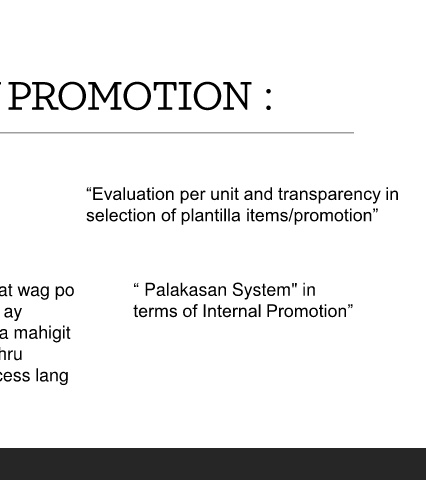 PROMOTION :
“Evaluation per unit and transparency in
selection of plantilla items/promotion”
at wag po
ay
a mahigit
hru
cess lang
“ Palakasan System" in
terms of Internal Promotion”